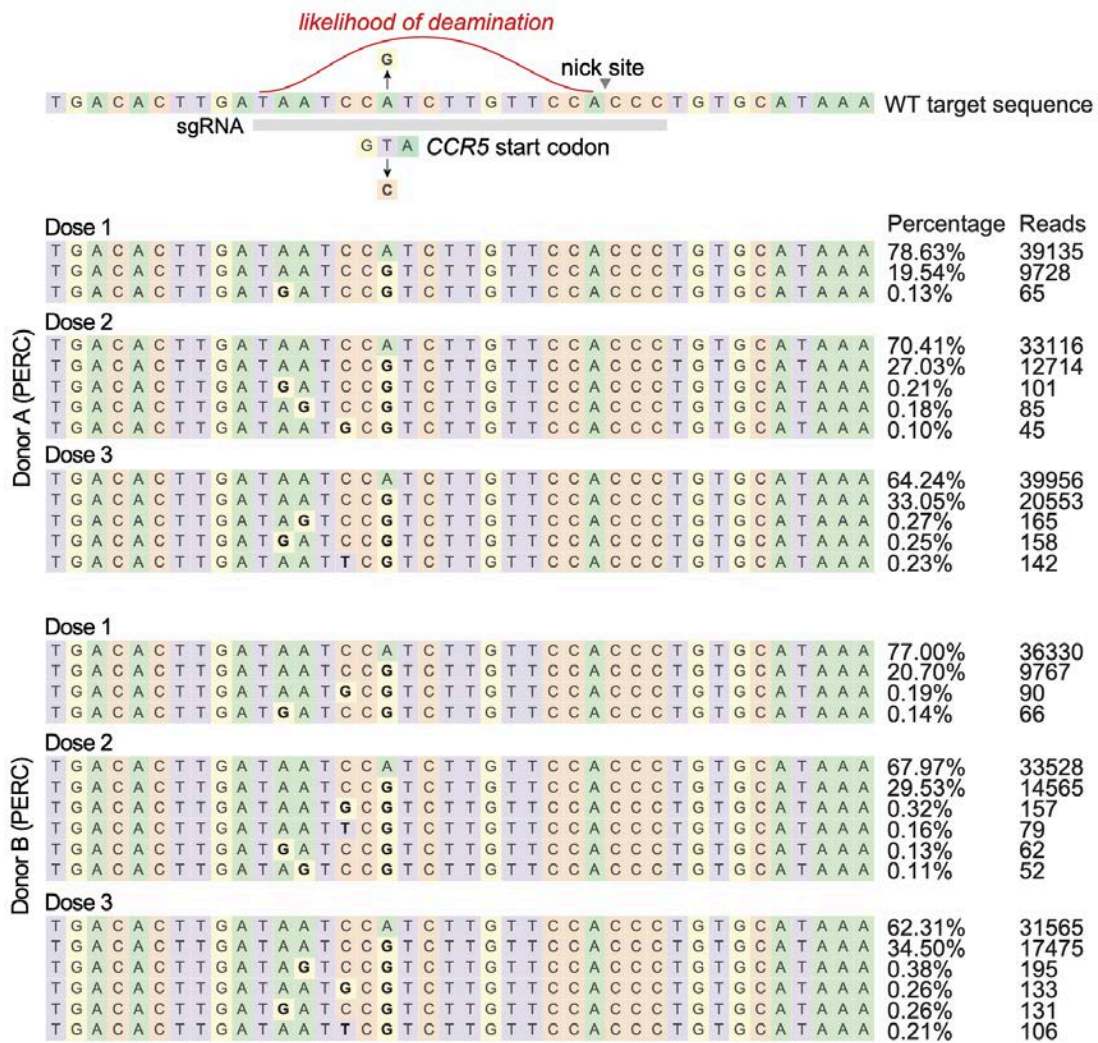 likelihood of deamination
G
nick site
T G A C A C T T G A T A A T C C A T C T T G T T C C A C C C T G T G C A T A A A WT target sequence
sgRNA
G T A CCR5 start codon
C
Percentage Reads
Donor A (PERC)
Dose 1
T G A C A C T T G A T A A T C C A T C T T G T T C C A C C C T G T G C A T A A A 78.63% 39135
T G A C A C T T G A T A A T C C G T C T T G T T C C A C C C T G T G C A T A A A 19.54% 9728
T G A C A C T T G A T G A T C C G T C T T G T T C C A C C C T G T G C A T A A A 0.13% 65
Dose 2
T G A C A C T T G A T A A T C C A T C T T G T T C C A C C C T G T G C A T A A A 70.41% 33116
T G A C A C T T G A T A A T C C G T C T T G T T C C A C C C T G T G C A T A A A 27.03% 12714
T G A C A C T T G A T G A T C C G T C T T G T T C C A C C C T G T G C A T A A A 0.21% 101
T G A C A C T T G A T A G T C C G T C T T G T T C C A C C C T G T G C A T A A A 0.18% 85
T G A C A C T T G A T A A T G C G T C T T G T T C C A C C C T G T G C A T A A A 0.10% 45
Dose 3
T G A C A C T T G A T A A T C C A T C T T G T T C C A C C C T G T G C A T A A A 64.24% 39956
T G A C A C T T G A T A A T C C G T C T T G T T C C A C C C T G T G C A T A A A 33.05% 20553
T G A C A C T T G A T A G T C C G T C T T G T T C C A C C C T G T G C A T A A A 0.27% 165
T G A C A C T T G A T G A T C C G T C T T G T T C C A C C C T G T G C A T A A A 0.25% 158
T G A C A C T T G A T A A T T C G T C T T G T T C C A C C C T G T G C A T A A A 0.23% 142
Donor B (PERC)
Dose 1
T G A C A C T T G A T A A T C C A T C T T G T T C C A C C C T G T G C A T A A A 77.00% 36330
T G A C A C T T G A T A A T C C G T C T T G T T C C A C C C T G T G C A T A A A 20.70% 9767
T G A C A C T T G A T A A T G C G T C T T G T T C C A C C C T G T G C A T A A A 0.19% 90
T G A C A C T T G A T G A T C C G T C T T G T T C C A C C C T G T G C A T A A A 0.14% 66
Dose 2
T G A C A C T T G A T A A T C C A T C T T G T T C C A C C C T G T G C A T A A A 67.97% 33528
T G A C A C T T G A T A A T C C G T C T T G T T C C A C C C T G T G C A T A A A 29.53% 14565
T G A C A C T T G A T A A T G C G T C T T G T T C C A C C C T G T G C A T A A A 0.32% 157
T G A C A C T T G A T A A T T C G T C T T G T T C C A C C C T G T G C A T A A A 0.16% 79
T G A C A C T T G A T G A T C C G T C T T G T T C C A C C C T G T G C A T A A A 0.13% 62
T G A C A C T T G A T A G T C C G T C T T G T T C C A C C C T G T G C A T A A A 0.11% 52
Dose 3
T G A C A C T T G A T A A T C C A T C T T G T T C C A C C C T G T G C A T A A A 62.31% 31565
T G A C A C T T G A T A A T C C G T C T T G T T C C A C C C T G T G C A T A A A 34.50% 17475
T G A C A C T T G A T A G T C C G T C T T G T T C C A C C C T G T G C A T A A A 0.38% 195
T G A C A C T T G A T A A T G C G T C T T G T T C C A C C C T G T G C A T A A A 0.26% 133
T G A C A C T T G A T G A T C C G T C T T G T T C C A C C C T G T G C A T A A A 0.26% 131
T G A C A C T T G A T A A T T C G T C T T G T T C C A C C C T G T G C A T A A A 0.21% 106